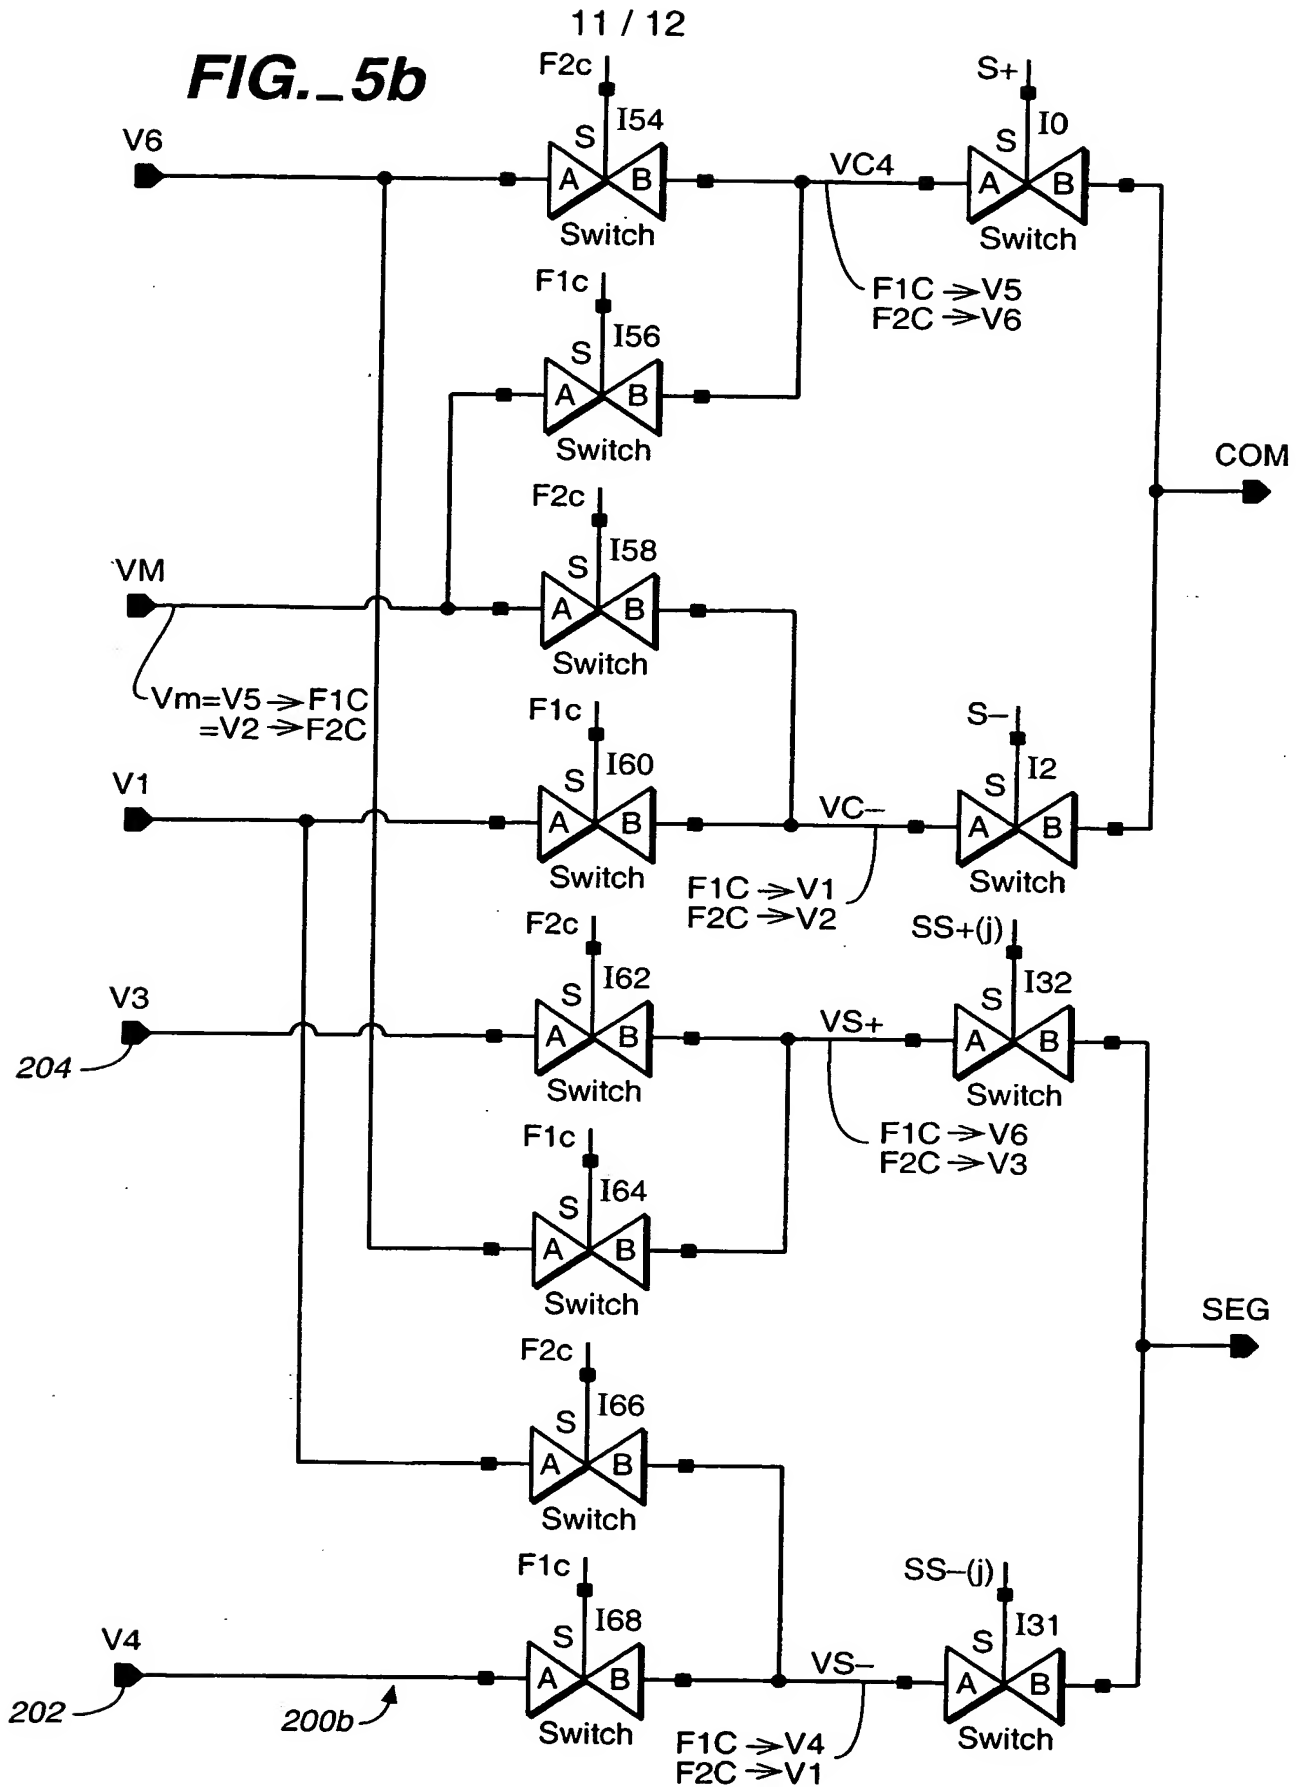 11 / 12
FIG._5b
F2c
S+
V6
I54
I0
S
S
A
B
VC4
A
B
Switch
Switch
F1c
F1C → V5
F2C → V6
I56
S
A
B
Switch
COM
F2c
VM
I58
S
A
B
Switch
Vm=V5 → F1C
=V2 → F2C
F1c
S−
V1
I60
I2
S
S
A
B
VC−
A
B
Switch
Switch
F1C → V1
F2C → V2
F2c
SS+(j)
V3
I62
I32
S
S
A
B
VS+
A
B
204
Switch
Switch
F1c
F1C → V6
F2C → V3
I64
S
A
B
Switch
SEG
F2c
I66
S
A
B
Switch
F1c
SS−(j)
V4
I68
I31
S
S
A
B
VS−
A
B
202
200b
Switch
Switch
F1C → V4
F2C → V1